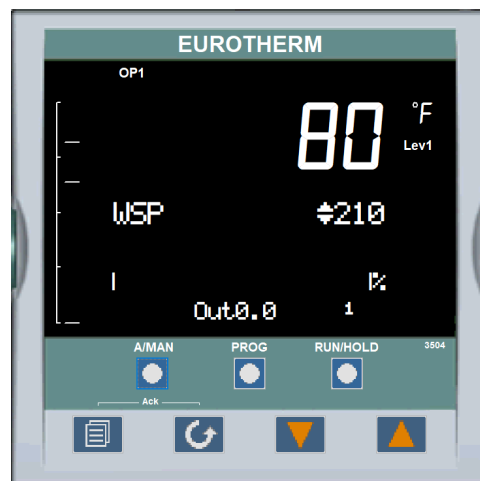 EUROTHERM
OP1
80 °F
Lev1
WSP 210
%
Out0.0 1
A/MAN PROG RUN/HOLD 3504
Ack